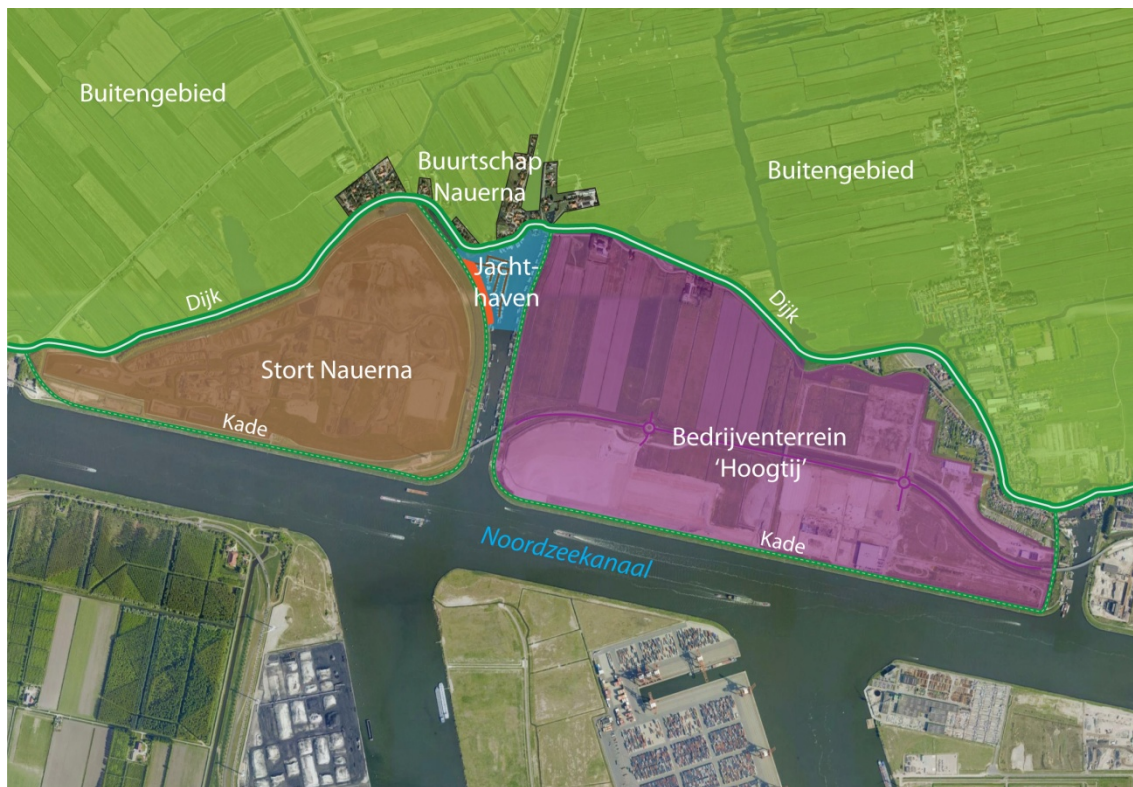 Buitengebied
Buurtschap
Nauerna
Buitengebied
Jacht-
haven
Dijk
Dijk
Stort Nauerna
Kade
Bedrijventerrein
'Hoogtij'
Kade
Noordzeekanaal